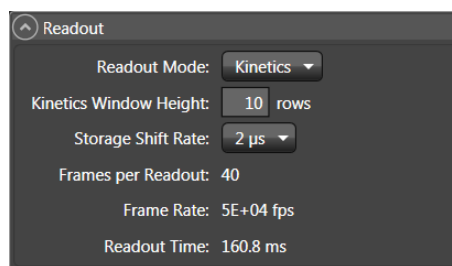 Readout
Readout Mode: Kinetics
Kinetics Window Height: 10 rows
Storage Shift Rate: 2 µs
Frames per Readout: 40
Frame Rate: 5E+04 fps
Readout Time: 160.8 ms